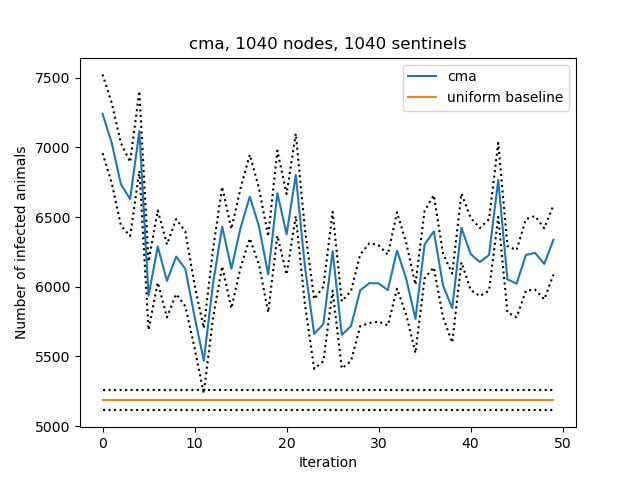 cma, 1040 nodes, 1040 sentinels
7500
7000
6500
6000
5500
5000
Number of infected animals
cma
uniform baseline
0
10
20
30
40
50
Iteration